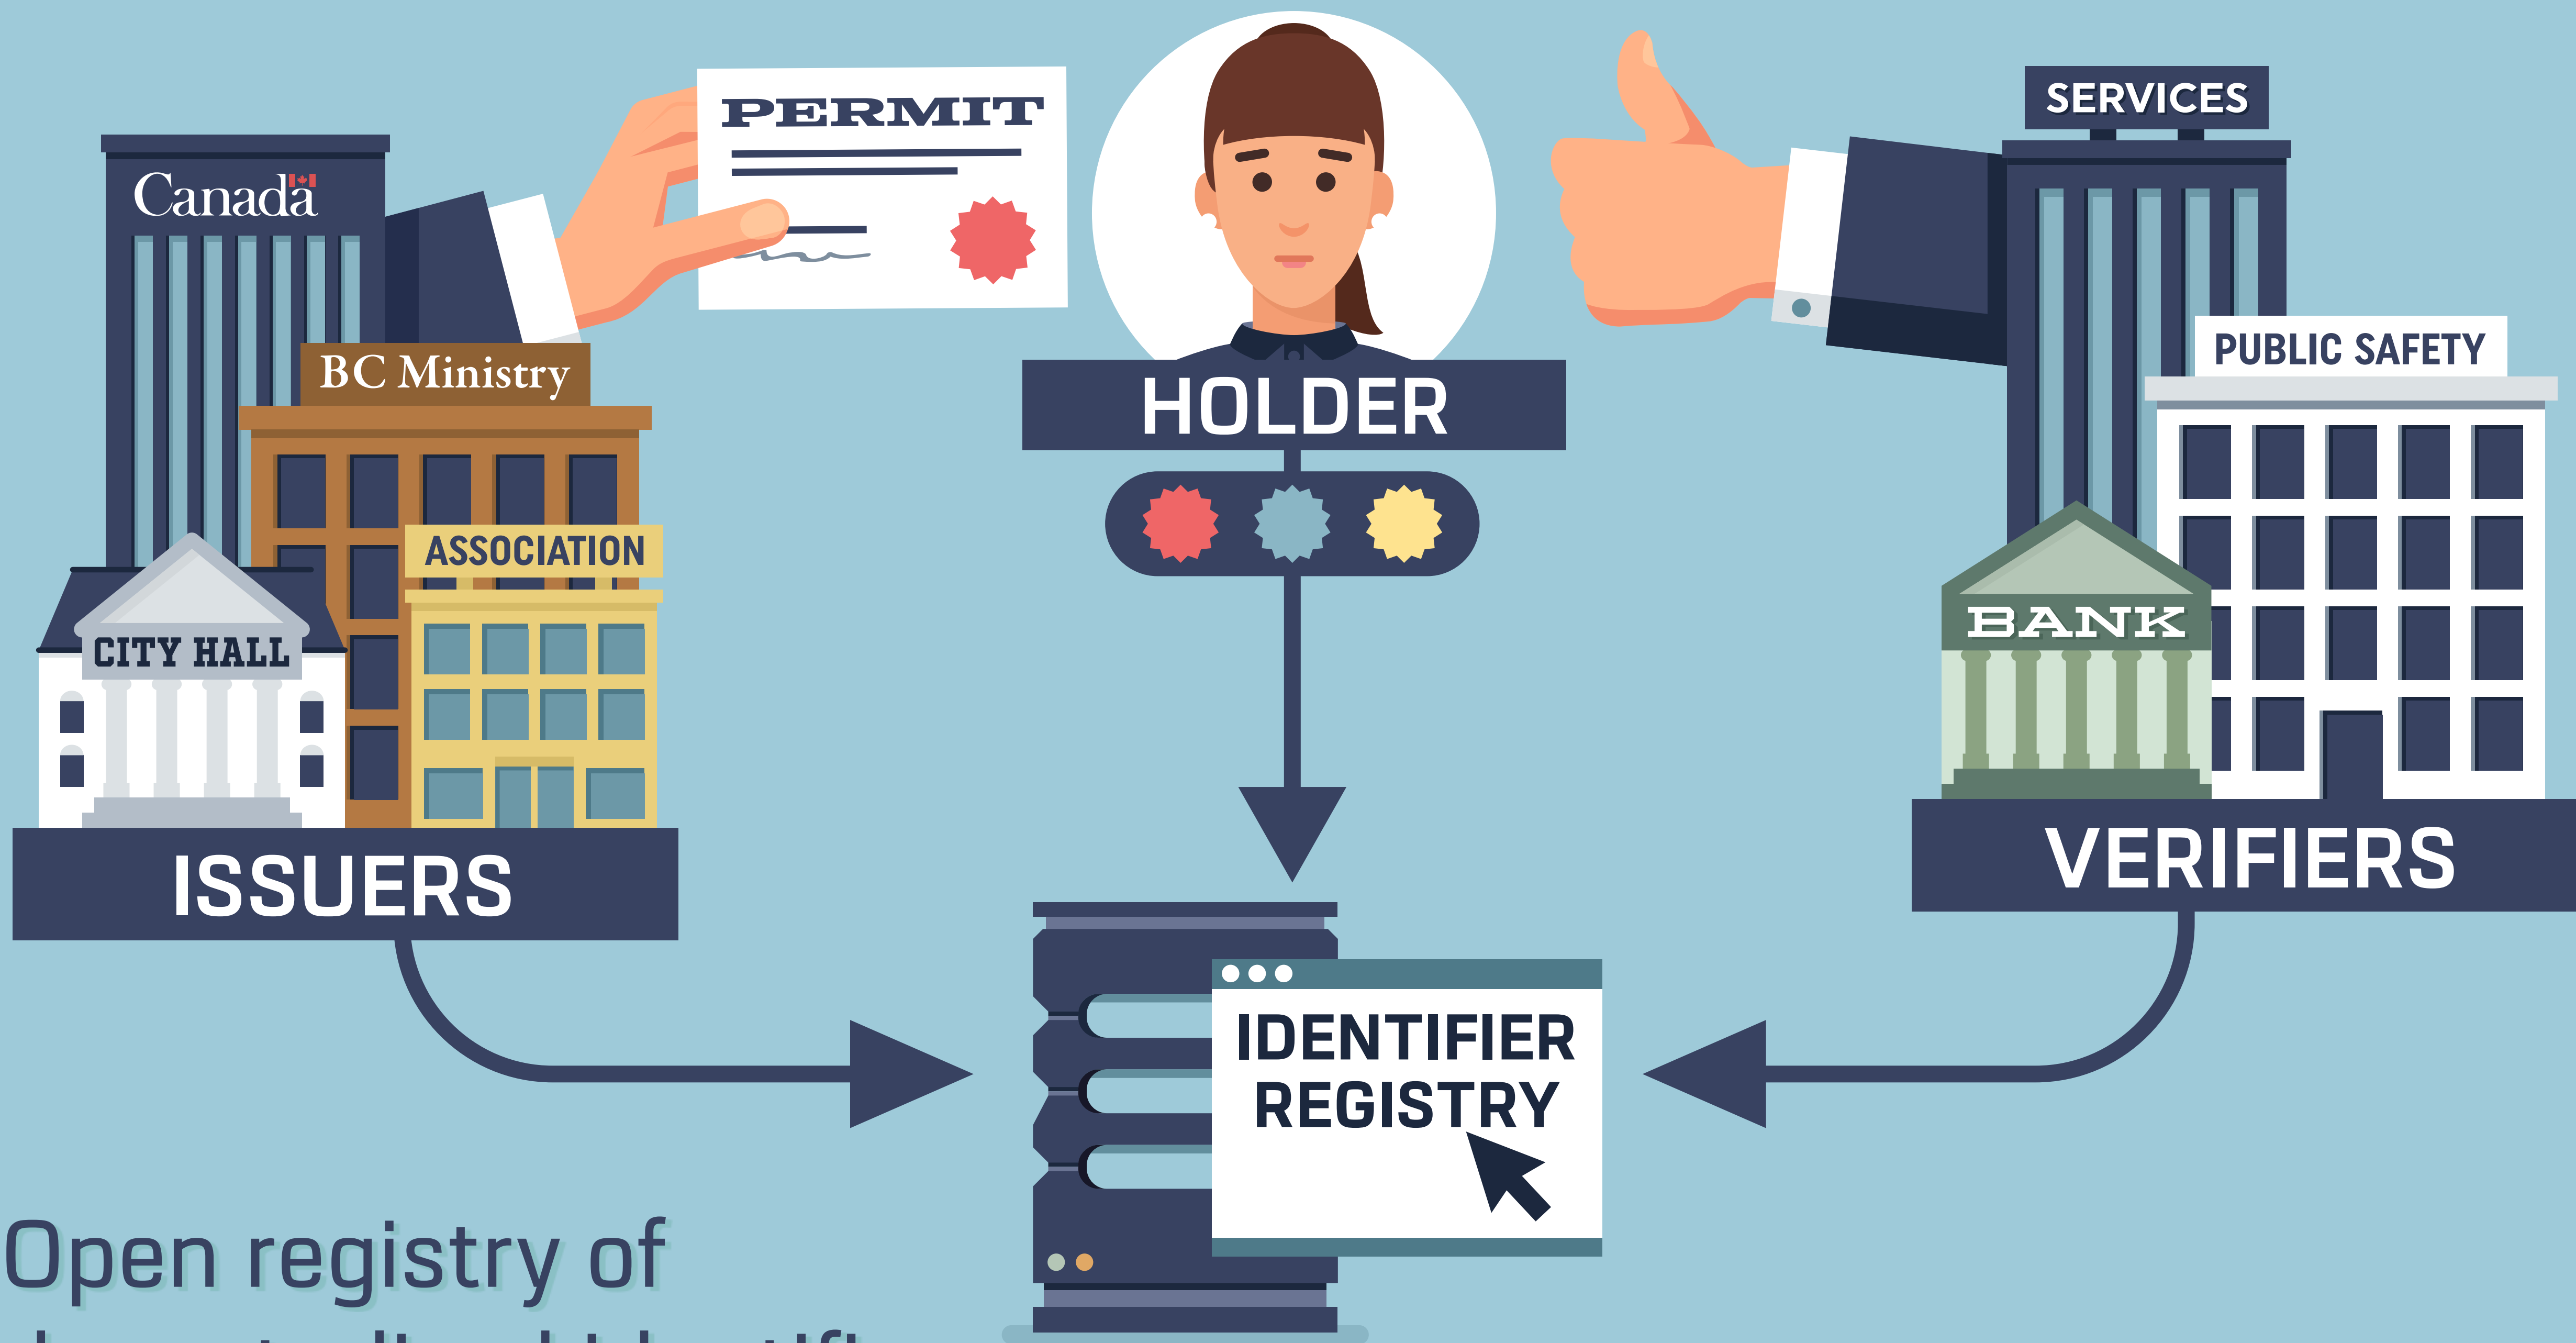 Canada
BC Ministry
ASSOCIATION
CITY HALL
ISSUERS
PERMIT
HOLDER
SERVICES
PUBLIC SAFETY
BANK
VERIFIERS
IDENTIFIER
REGISTRY
Open registry of